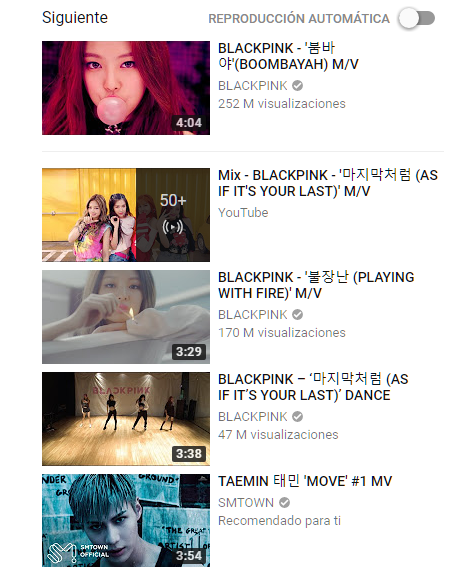 Siguiente REPRODUCCIÓN AUTOMÁTICA
BLACKPINK - '붐바
야'(BOOMBAYAH) M/V
BLACKPINK
252 M visualizaciones
4:04
Mix - BLACKPINK - '마지막처럼 (AS
IF IT'S YOUR LAST)' M/V
YouTube
50+
BLACKPINK - '불장난 (PLAYING
WITH FIRE)' M/V
BLACKPINK
170 M visualizaciones
3:29
BLACKPINK – ‘마지막처럼 (AS
IF IT’S YOUR LAST)’ DANCE
BLACKPINK
47 M visualizaciones
BLACKPINK
3:38
TAEMIN 태민 'MOVE' #1 MV
SMTOWN
Recomendado para ti
UNDER
GROUND
"THE GREAT
SMTOWN
OFFICIAL
3:54